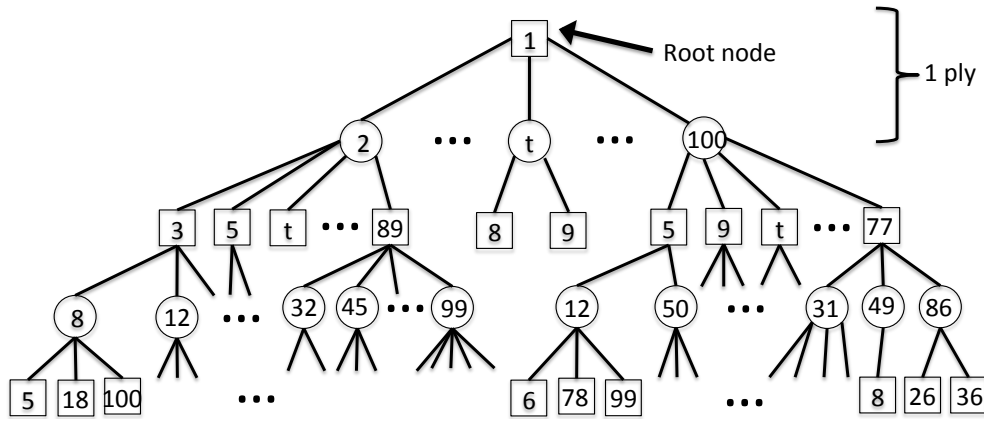 1
Root node
1 ply
2 ... t ... 100
3 5 t ... 89 8 9 5 9 t ... 77
8 12 ... 32 45 ... 99 12 50 ... 31 49 86
5 18 100 ... 6 78 99 ... 8 26 36